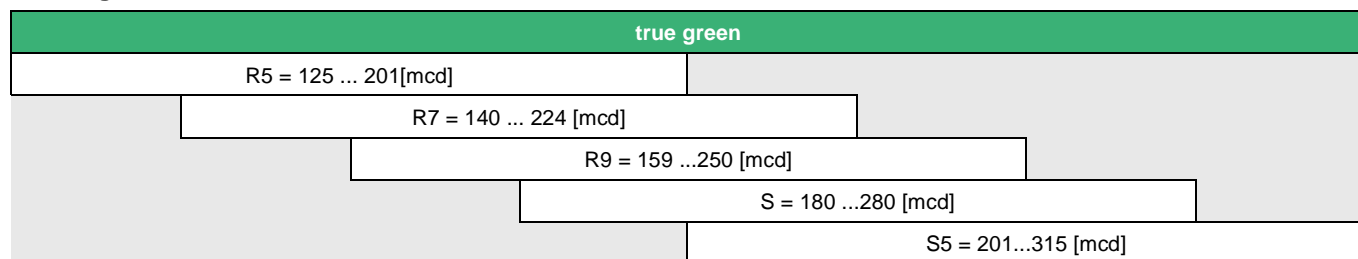 true green
R5 = 125 ... 201[mcd]
R7 = 140 ... 224 [mcd]
R9 = 159 ...250 [mcd]
S = 180 ...280 [mcd]
S5 = 201...315 [mcd]